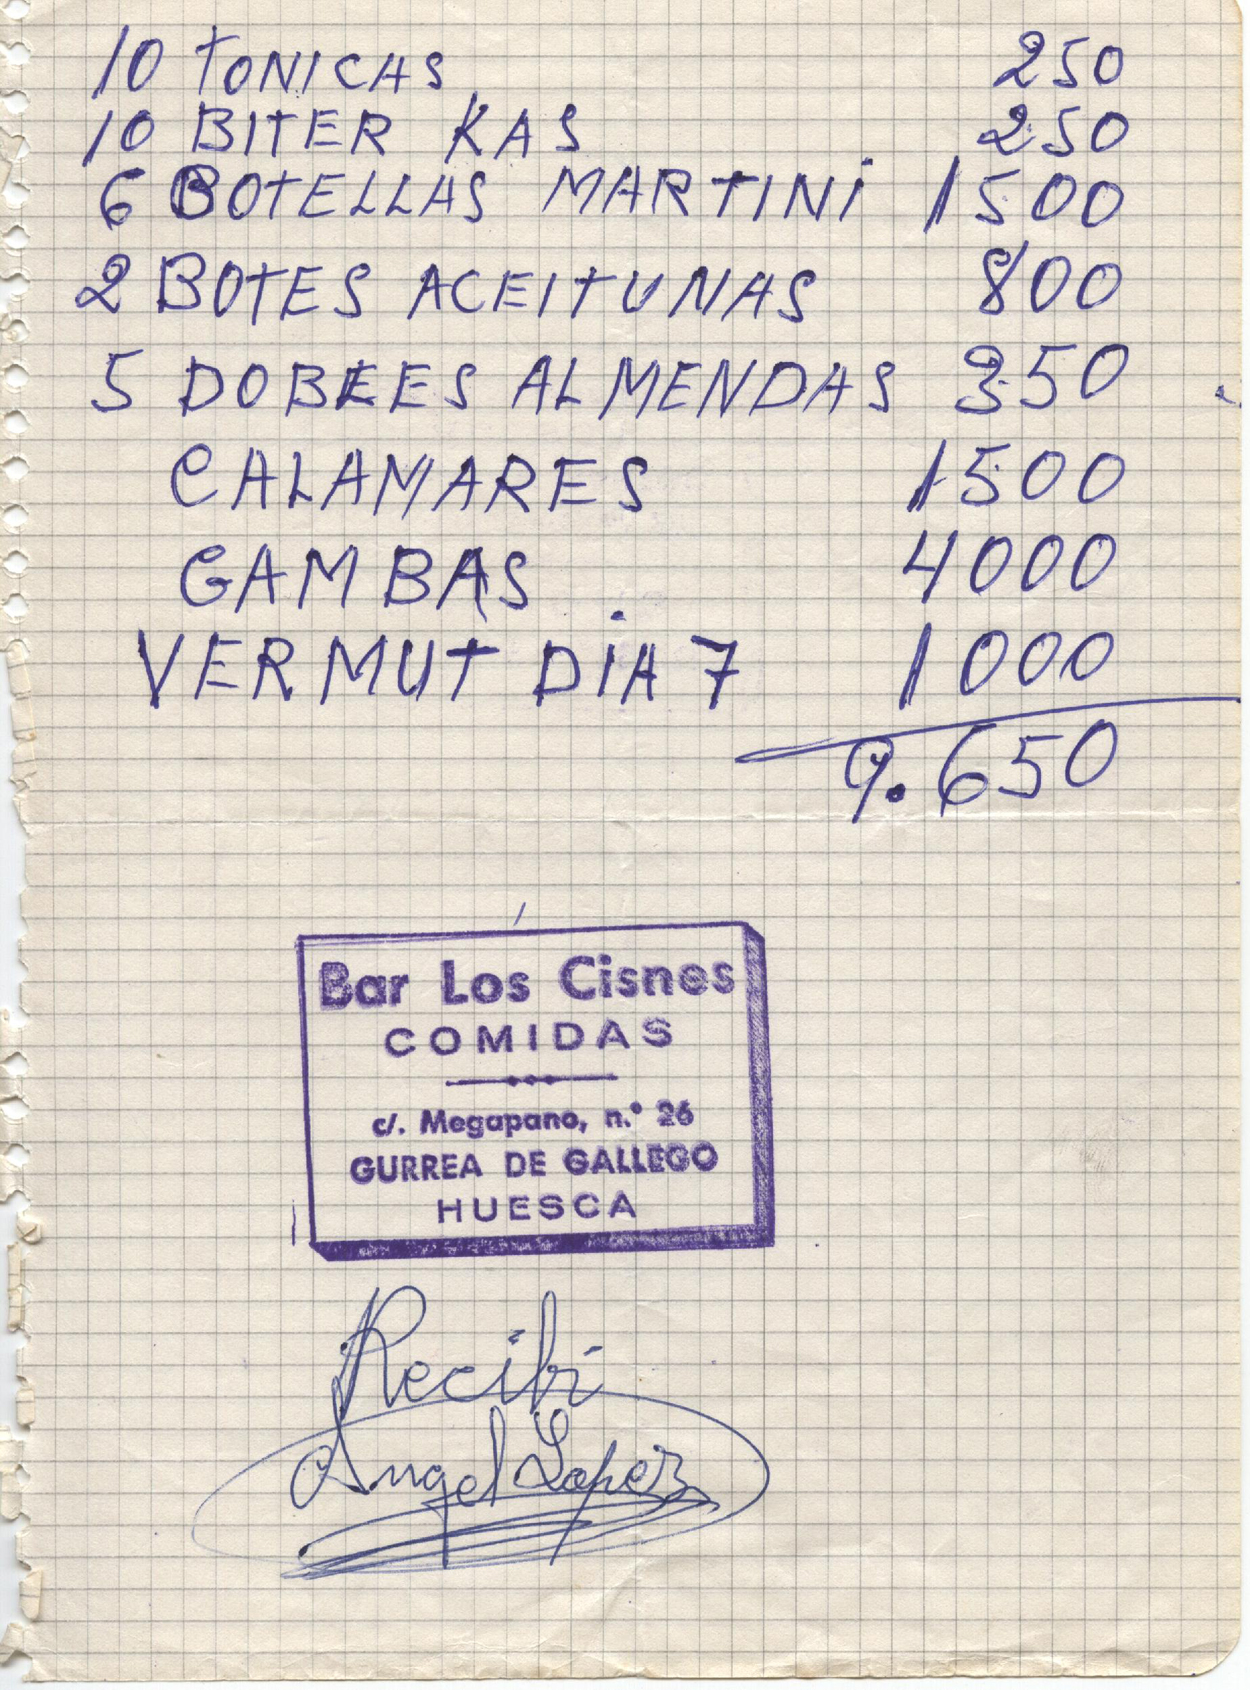 10 TONICAS 250
10 BITER KAS 250
6 BOTELLAS MARTINI 1500
2 BOTES ACEITUNAS 800
5 DOBEES ALMENDAS 350
CALAMARES 1500
GAMBAS 4000
VERMUT DIA 7 1000
9.650
Bar Los Cisnes
COMIDAS
c/. Megapano, n.º 26
GURREA DE GALLEGO
HUESCA
Recibi
Angel Lopez